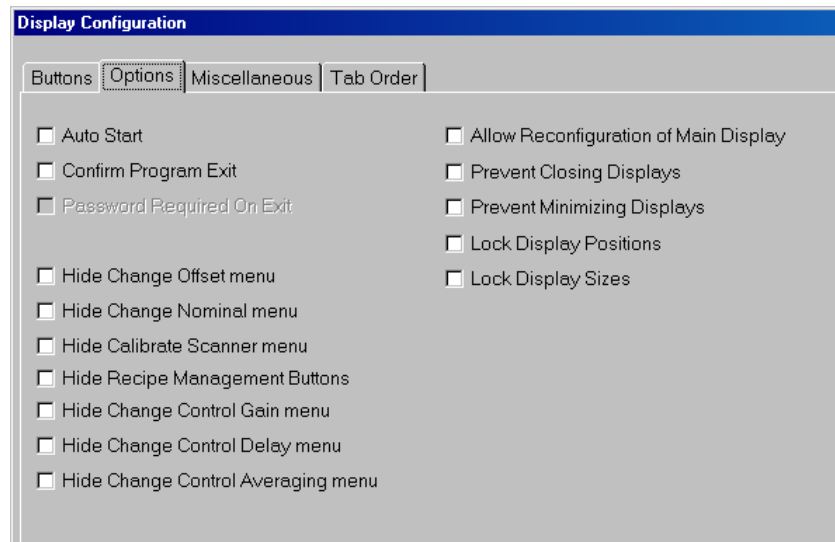 Display Configuration
Buttons Options Miscellaneous Tab Order
Auto Start
Confirm Program Exit
Password Required On Exit
Hide Change Offset menu
Hide Change Nominal menu
Hide Calibrate Scanner menu
Hide Recipe Management Buttons
Hide Change Control Gain menu
Hide Change Control Delay menu
Hide Change Control Averaging menu
Allow Reconfiguration of Main Display
Prevent Closing Displays
Prevent Minimizing Displays
Lock Display Positions
Lock Display Sizes